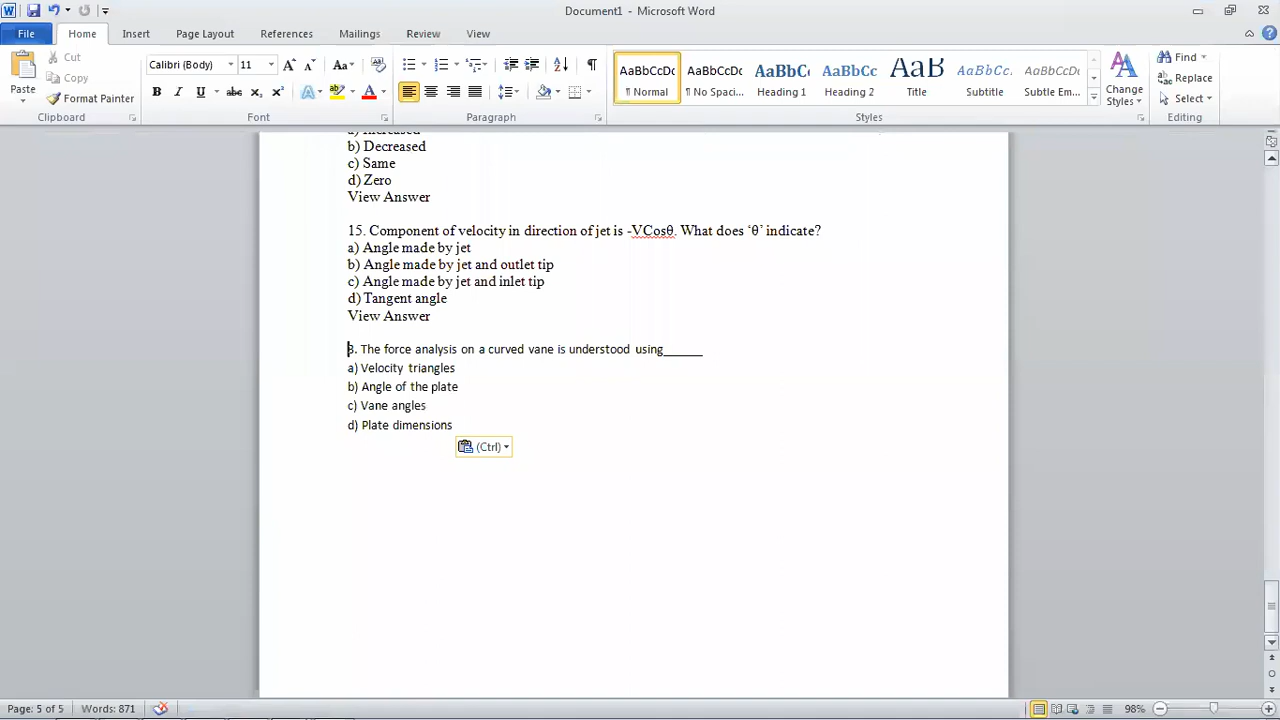 Document1 - Microsoft Word
File Home Insert Page Layout References Mailings Review View
Cut
Copy
Format Painter
Paste
Clipboard
Calibri (Body) 11
Font
Paragraph
AaBbCcDc AaBbCcDc AaBbCc AaBbCc AaB AaBbCc. AaBbCcDc
¶ Normal ¶ No Spaci... Heading 1 Heading 2 Title Subtitle Subtle Em...
Change Styles
Styles
Find
Replace
Select
Editing
a) Increased
b) Decreased
c) Same
d) Zero
View Answer
15. Component of velocity in direction of jet is -VCosθ. What does ‘θ’ indicate?
a) Angle made by jet
b) Angle made by jet and outlet tip
c) Angle made by jet and inlet tip
d) Tangent angle
View Answer
3. The force analysis on a curved vane is understood using______
a) Velocity triangles
b) Angle of the plate
c) Vane angles
d) Plate dimensions
(Ctrl)
Page: 5 of 5 Words: 871 98%